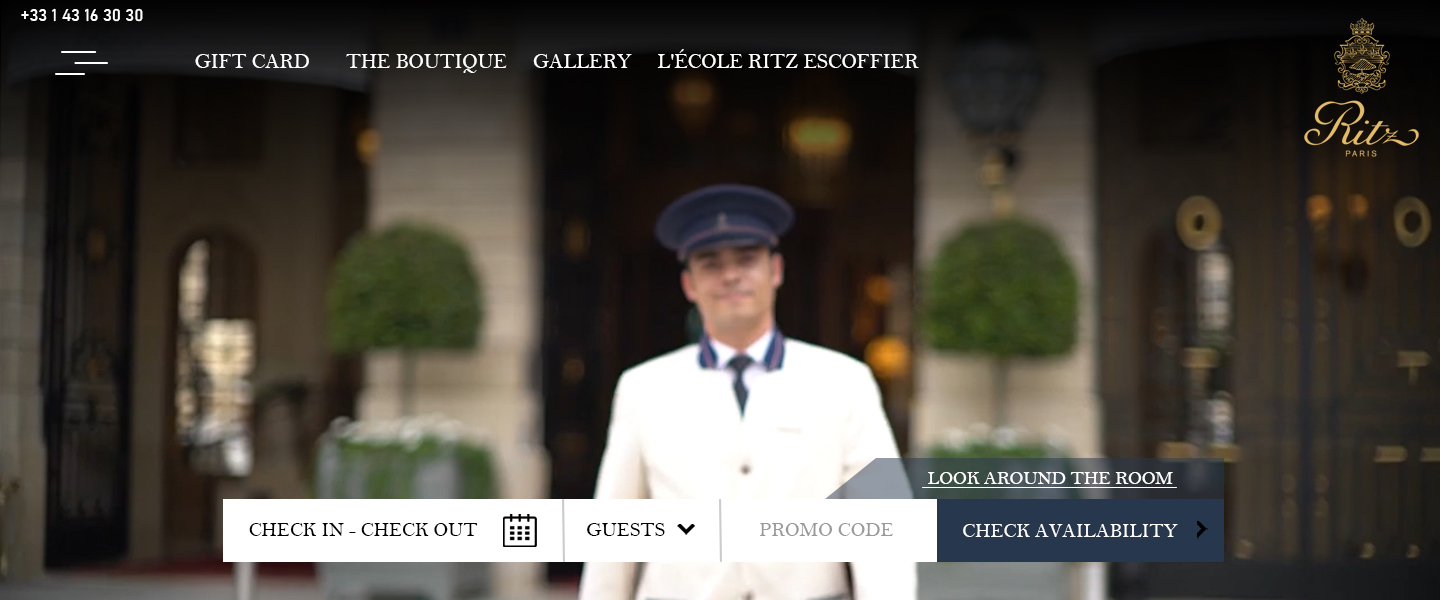 +33 1 43 16 30 30
GIFT CARD THE BOUTIQUE GALLERY L'ÉCOLE RITZ ESCOFFIER
Ritz
PARIS
LOOK AROUND THE ROOM
CHECK IN - CHECK OUT GUESTS PROMO CODE CHECK AVAILABILITY